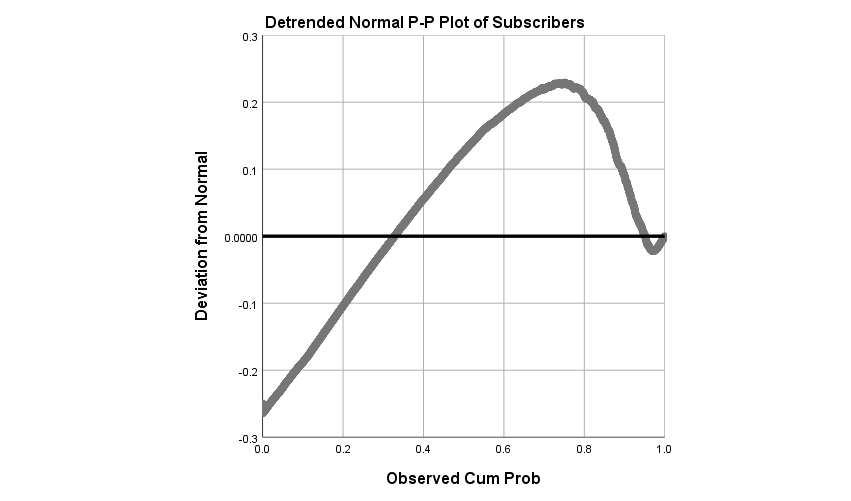 Detrended Normal P-P Plot of Subscribers
0.3
0.2
0.1
0.0000
-0.1
-0.2
-0.3
Deviation from Normal
0.0 0.2 0.4 0.6 0.8 1.0
Observed Cum Prob